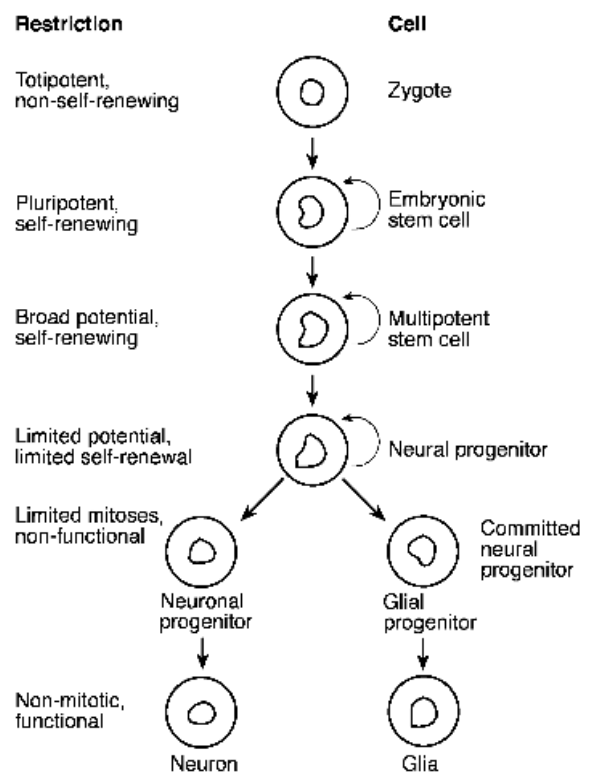 Restriction
Cell
Totipotent,
non-self-renewing
Zygote
Pluripotent,
self-renewing
Embryonic
stem cell
Broad potential,
self-renewing
Multipotent
stem cell
Limited potential,
limited self-renewal
Neural progenitor
Limited mitoses,
non-functional
Committed
neural
progenitor
Neuronal
progenitor
Glial
progenitor
Non-mitotic,
functional
Neuron
Glia